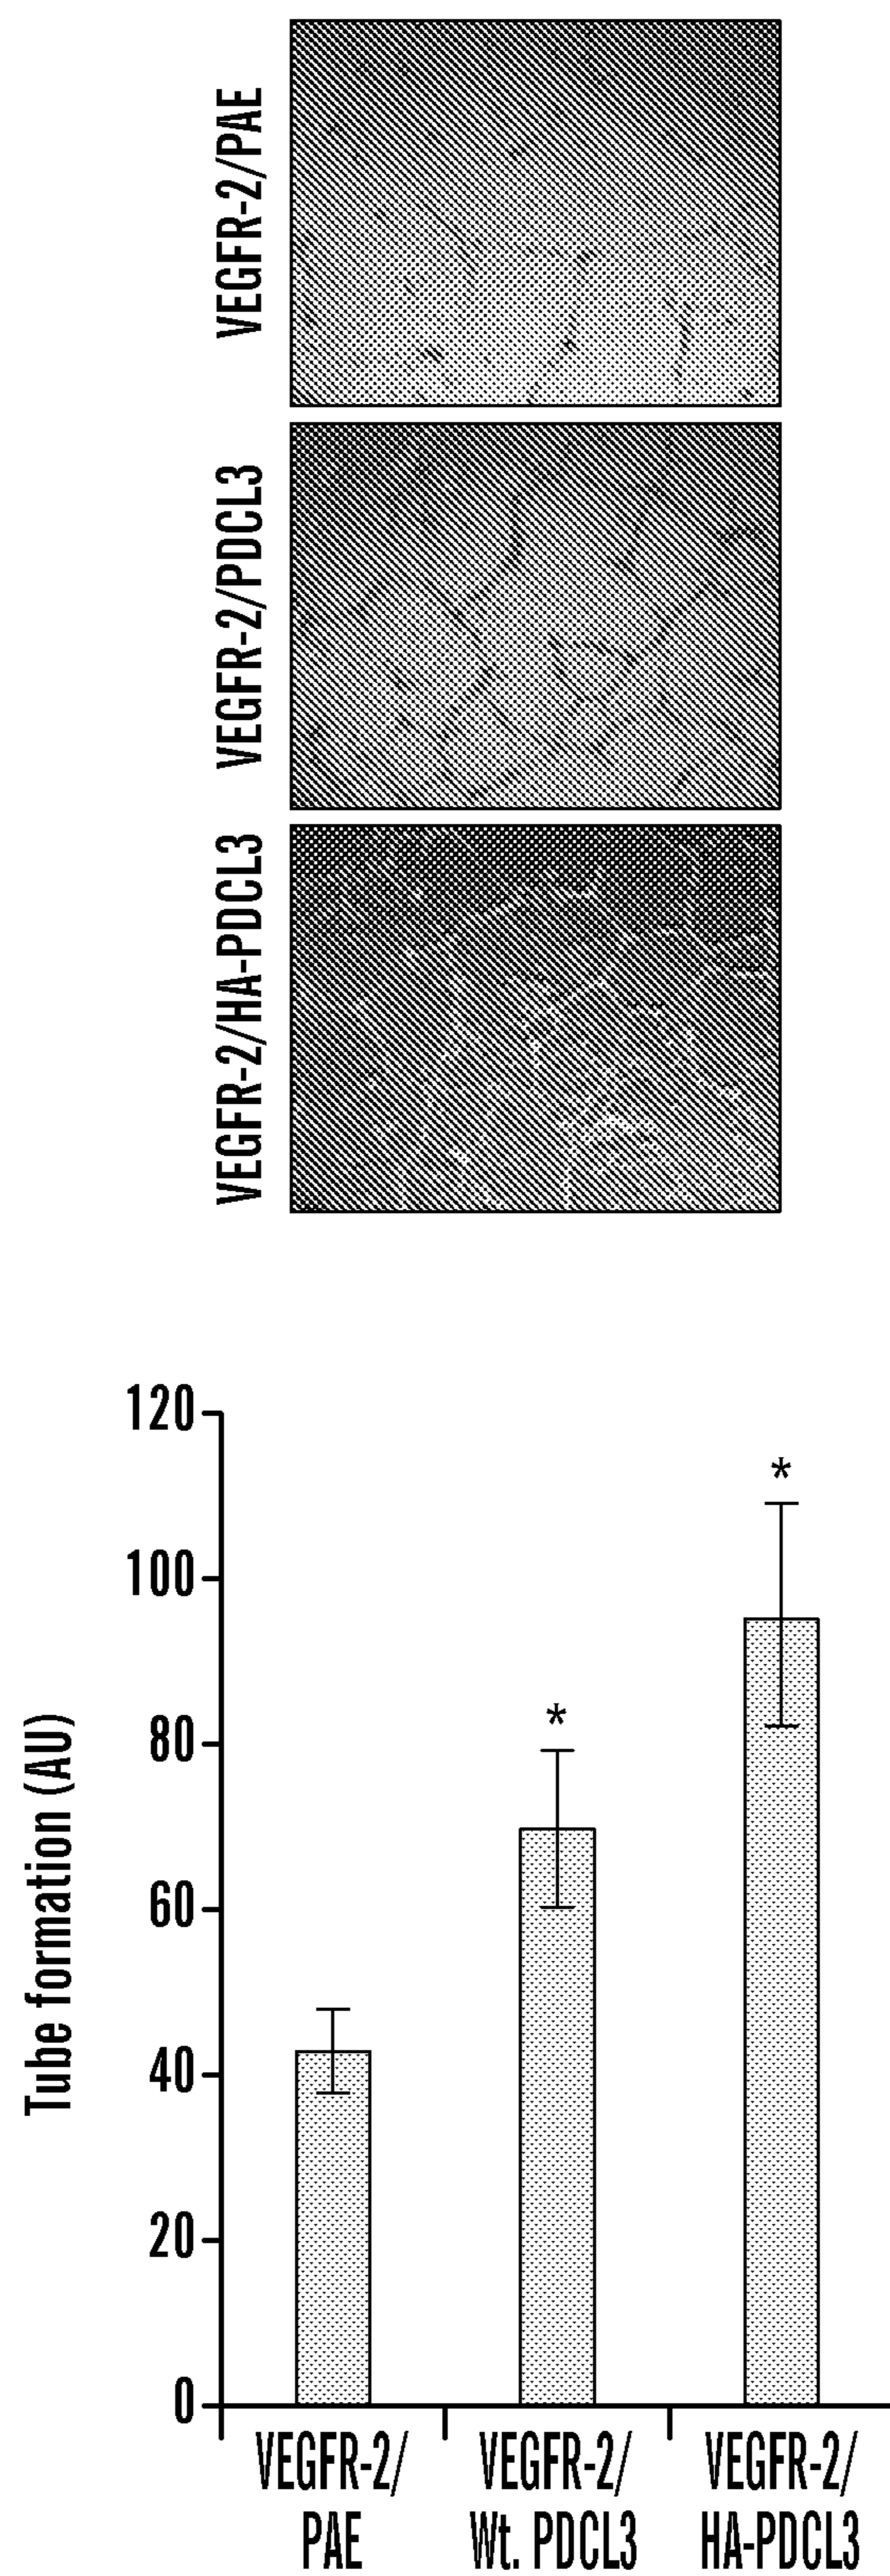 VEGFR-2/PAE
VEGFR-2/PDCL3
VEGFR-2/HA-PDCL3
Tube formation (AU)
120
100
80
60
40
20
0
*
*
VEGFR-2/
PAE
VEGFR-2/
Wt. PDCL3
VEGFR-2/
HA-PDCL3